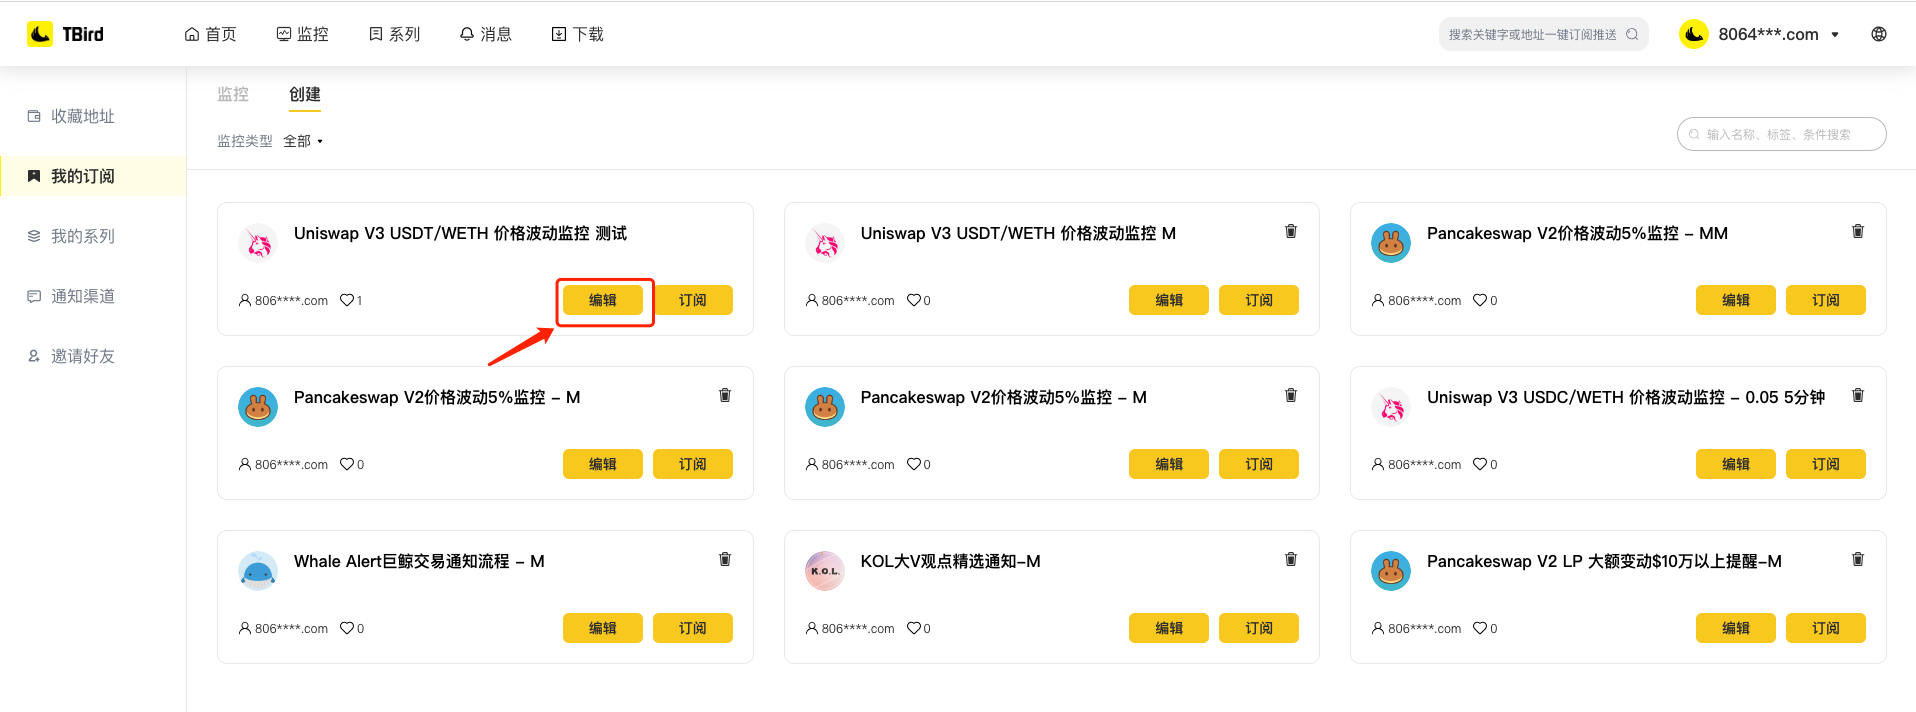 TBird
首页
监控
系列
消息
下载
搜索关键字或地址一键订阅推送
8064***.com
收藏地址
我的订阅
我的系列
通知渠道
邀请好友
监控
创建
监控类型 全部
输入名称、标签、条件搜索
Uniswap V3 USDT/WETH 价格波动监控 测试
806****.com 1
编辑
订阅
Uniswap V3 USDT/WETH 价格波动监控 M
806****.com 0
编辑
订阅
Pancakeswap V2价格波动5%监控 - MM
806****.com 0
编辑
订阅
Pancakeswap V2价格波动5%监控 - M
806****.com 0
编辑
订阅
Pancakeswap V2价格波动5%监控 - M
806****.com 0
编辑
订阅
Uniswap V3 USDC/WETH 价格波动监控 - 0.05 5分钟
806****.com 0
编辑
订阅
Whale Alert巨鲸交易通知流程 - M
806****.com 0
编辑
订阅
K.O.L.
KOL大V观点精选通知-M
806****.com 0
编辑
订阅
Pancakeswap V2 LP 大额变动$10万以上提醒-M
806****.com 0
编辑
订阅